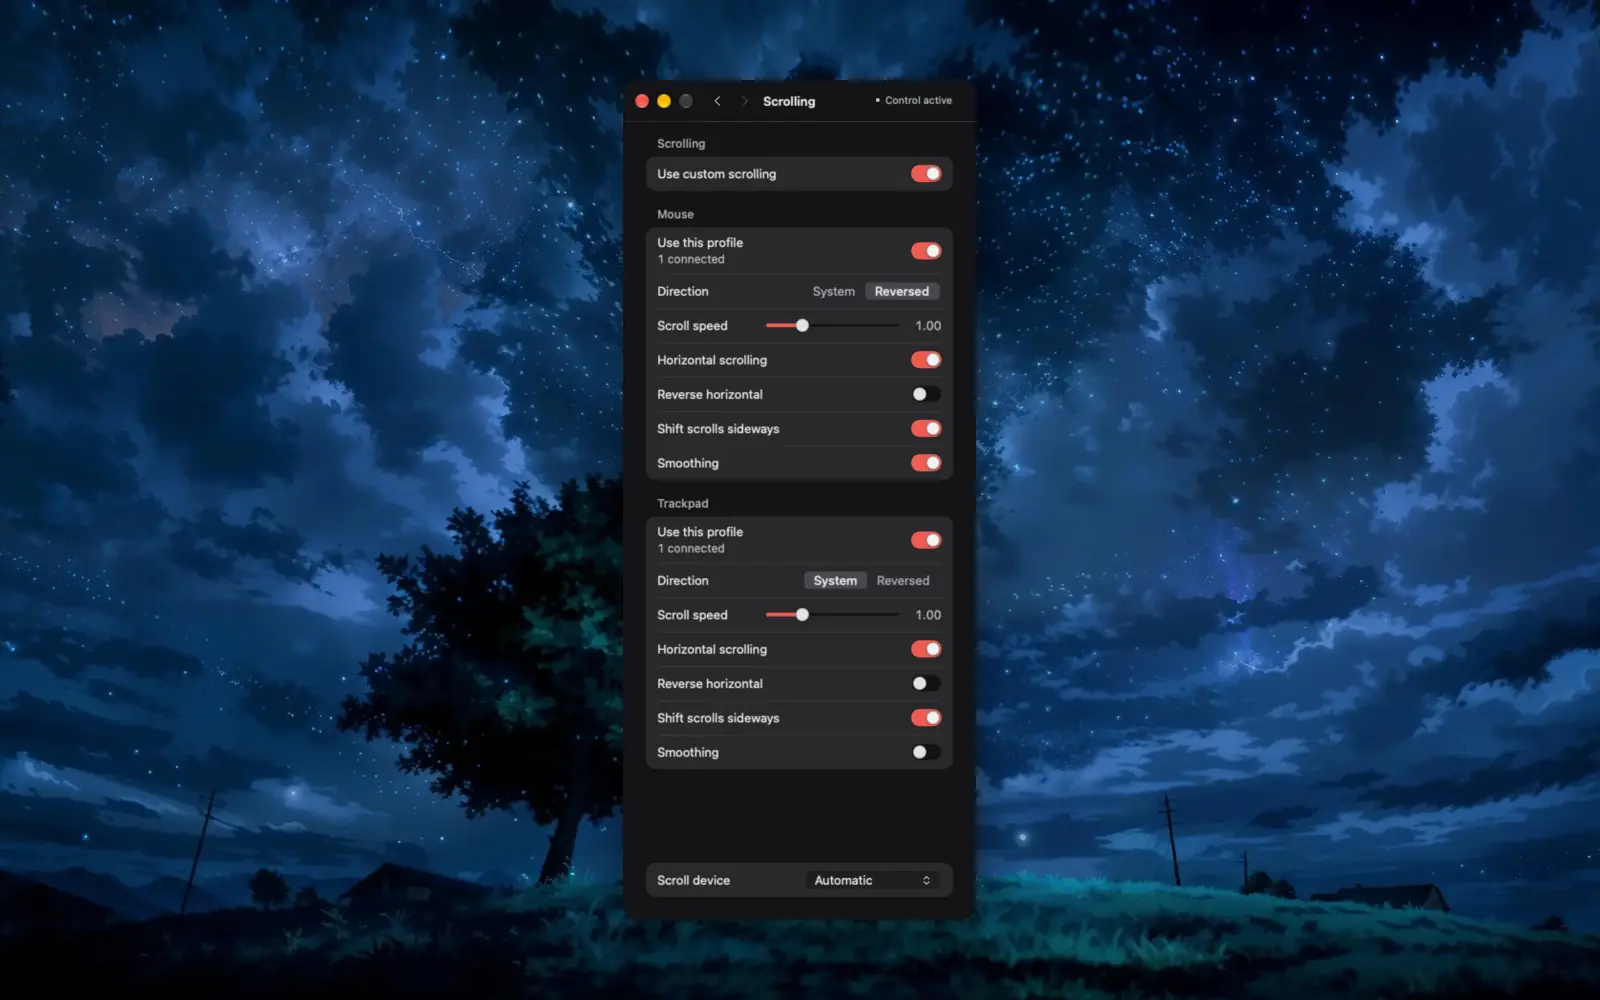 Scrolling
• Control active
Scrolling
Use custom scrolling
Mouse
Use this profile
1 connected
Direction System Reversed
Scroll speed 1.00
Horizontal scrolling
Reverse horizontal
Shift scrolls sideways
Smoothing
Trackpad
Use this profile
1 connected
Direction System Reversed
Scroll speed 1.00
Horizontal scrolling
Reverse horizontal
Shift scrolls sideways
Smoothing
Scroll device Automatic